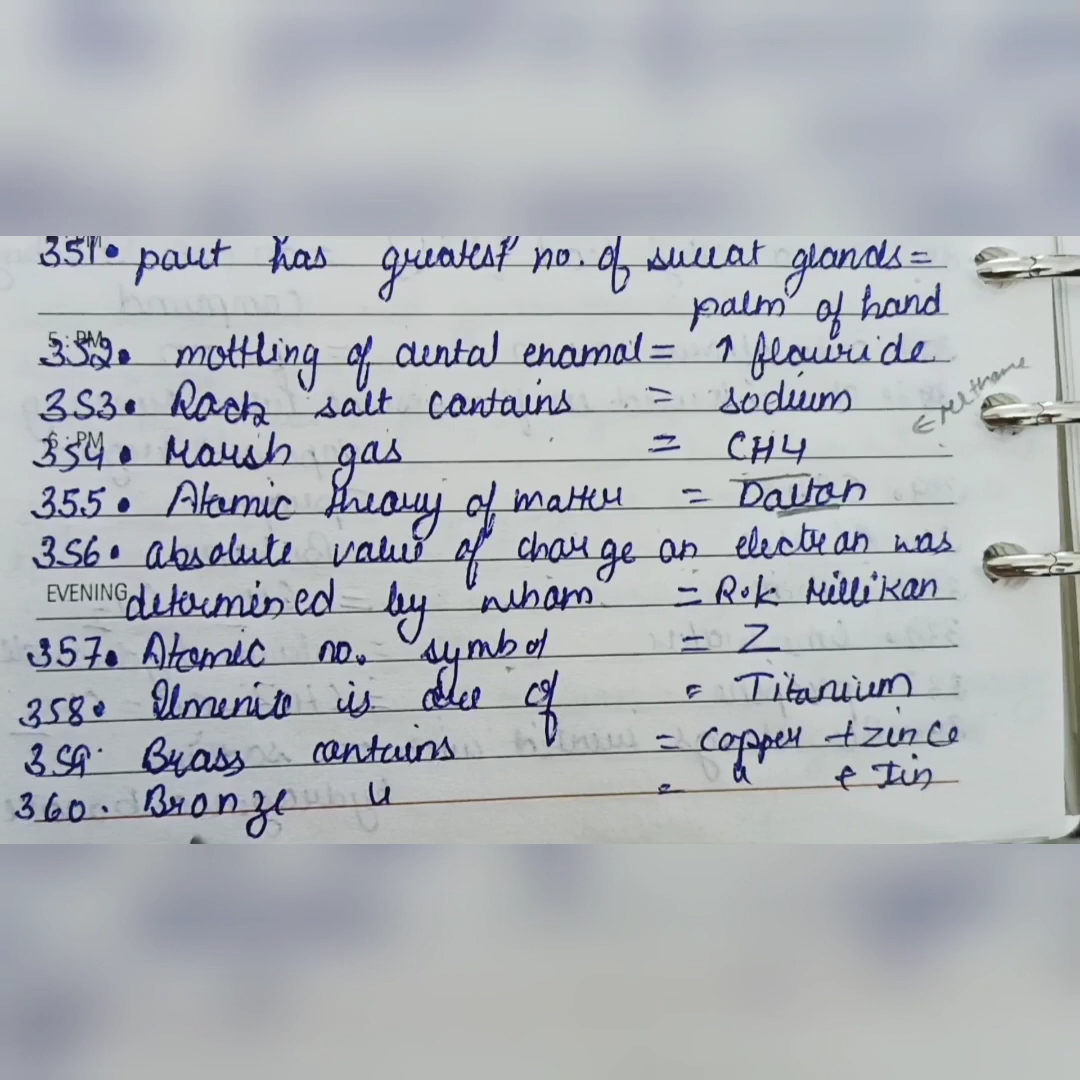 351. part has greatest no. of sweat glands =
palm of hand
352. mottling of dental enamal = ↑ flouride
353. Rock salt contains = sodium
354. Marsh gas = CH4 ← Methane
355. Atomic theory of matter = Dalton
356. absolute value of charge on electron was
EVENING determined by whom = R.K Millikan
357. Atomic no. symbol = Z
358. Ilmenite is ore of = Titanium
359. Brass contains = copper + zince
360. Bronze " = " + Tin